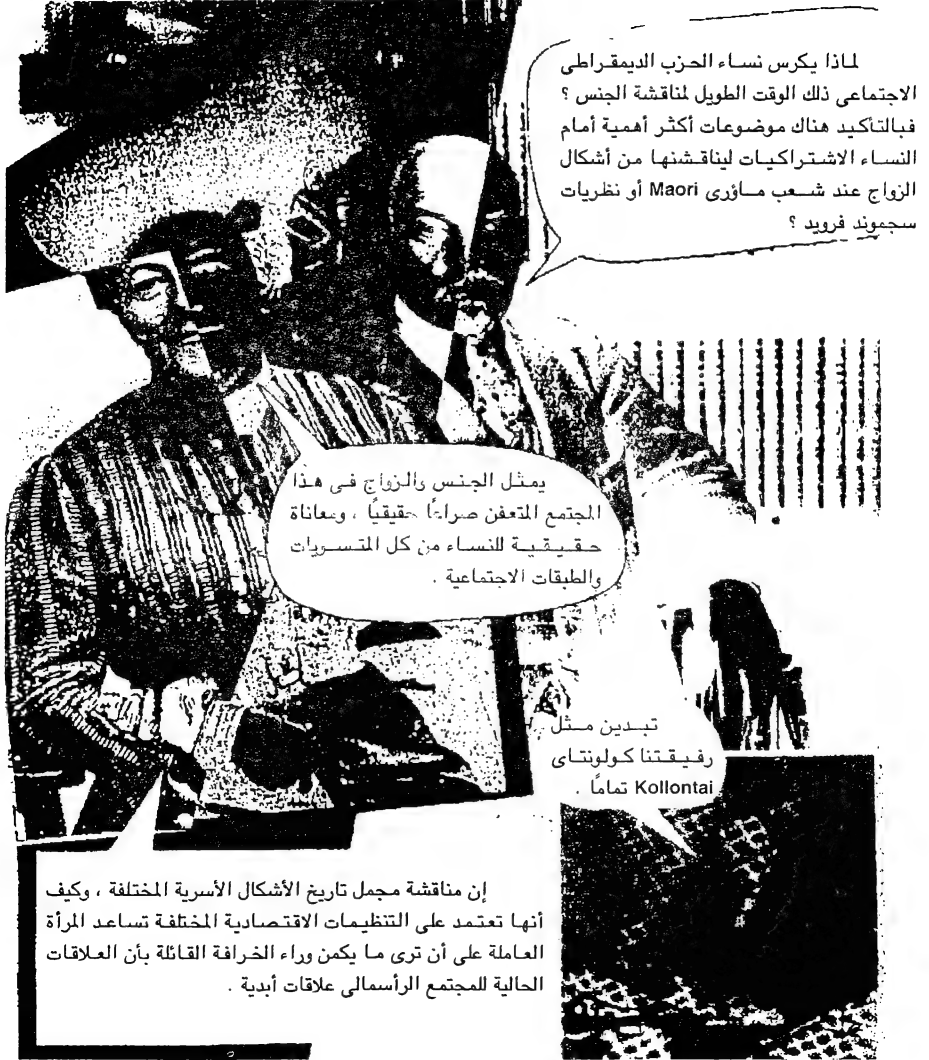 لماذا يكرس نساء الحزب الديمقراطى
الاجتماعى ذلك الوقت الطويل لمناقشة الجنس ؟
فبالتأكيد هناك موضوعات أكثر أهمية أمام
النساء الاشتراكيات ليناقشنها من أشكال
الزواج عند شعب ماؤرى Maori أو نظريات
سجموند فرويد ؟
يمثل الجنس والزواج فى هذا
المجتمع المتعفن صراعًا حقيقيًا ، ومعاناة
حقيقية للنساء من كل المتسويات
والطبقات الاجتماعية .
تبدين مثل
رفيقتنا كولونتاى
Kollontai تمامًا .
إن مناقشة مجمل تاريخ الأشكال الأسرية المختلفة ، وكيف
أنها تعتمد على التنظيمات الاقتصادية المختلفة تساعد المرأة
العاملة على أن ترى ما يكمن وراء الخرافة القائلة بأن العلاقات
الحالية للمجتمع الرأسمالى علاقات أبدية .